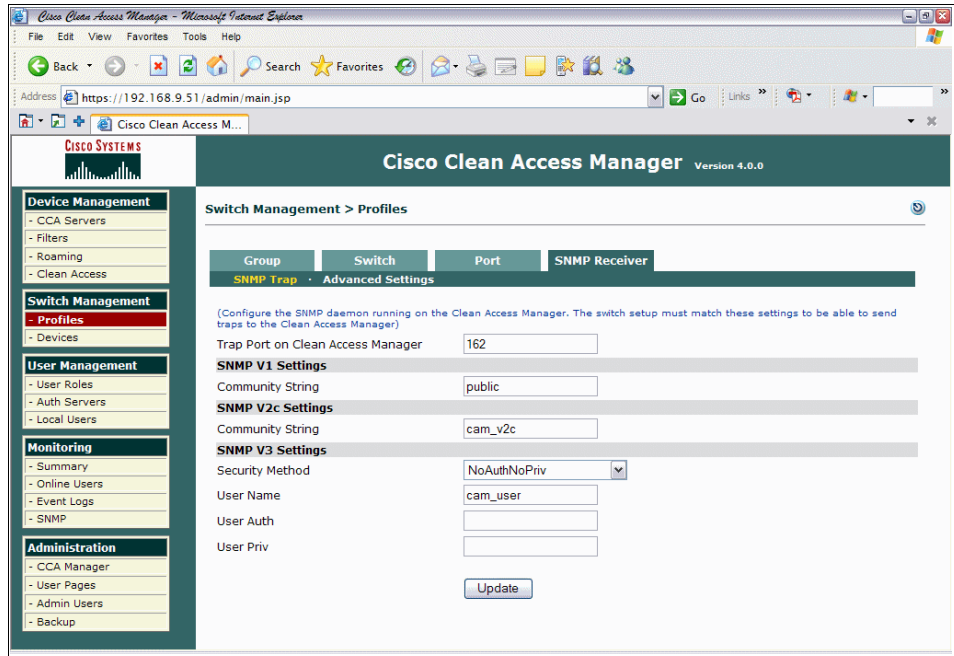 Cisco Clean Access Manager - Microsoft Internet Explorer
File Edit View Favorites Tools Help
Back Search Favorites
Address https://192.168.9.51/admin/main.jsp Go Links »
»
Cisco Clean Access M...
CISCO SYSTEMS
Cisco Clean Access Manager Version 4.0.0
Device Management
- CCA Servers
- Filters
- Roaming
- Clean Access
Switch Management
- Profiles
- Devices
User Management
- User Roles
- Auth Servers
- Local Users
Monitoring
- Summary
- Online Users
- Event Logs
- SNMP
Administration
- CCA Manager
- User Pages
- Admin Users
- Backup
Switch Management > Profiles
Group Switch Port SNMP Receiver
SNMP Trap · Advanced Settings
(Configure the SNMP daemon running on the Clean Access Manager. The switch setup must match these settings to be able to send
traps to the Clean Access Manager)
Trap Port on Clean Access Manager 162
SNMP V1 Settings
Community String public
SNMP V2c Settings
Community String cam_v2c
SNMP V3 Settings
Security Method NoAuthNoPriv
User Name cam_user
User Auth
User Priv
Update